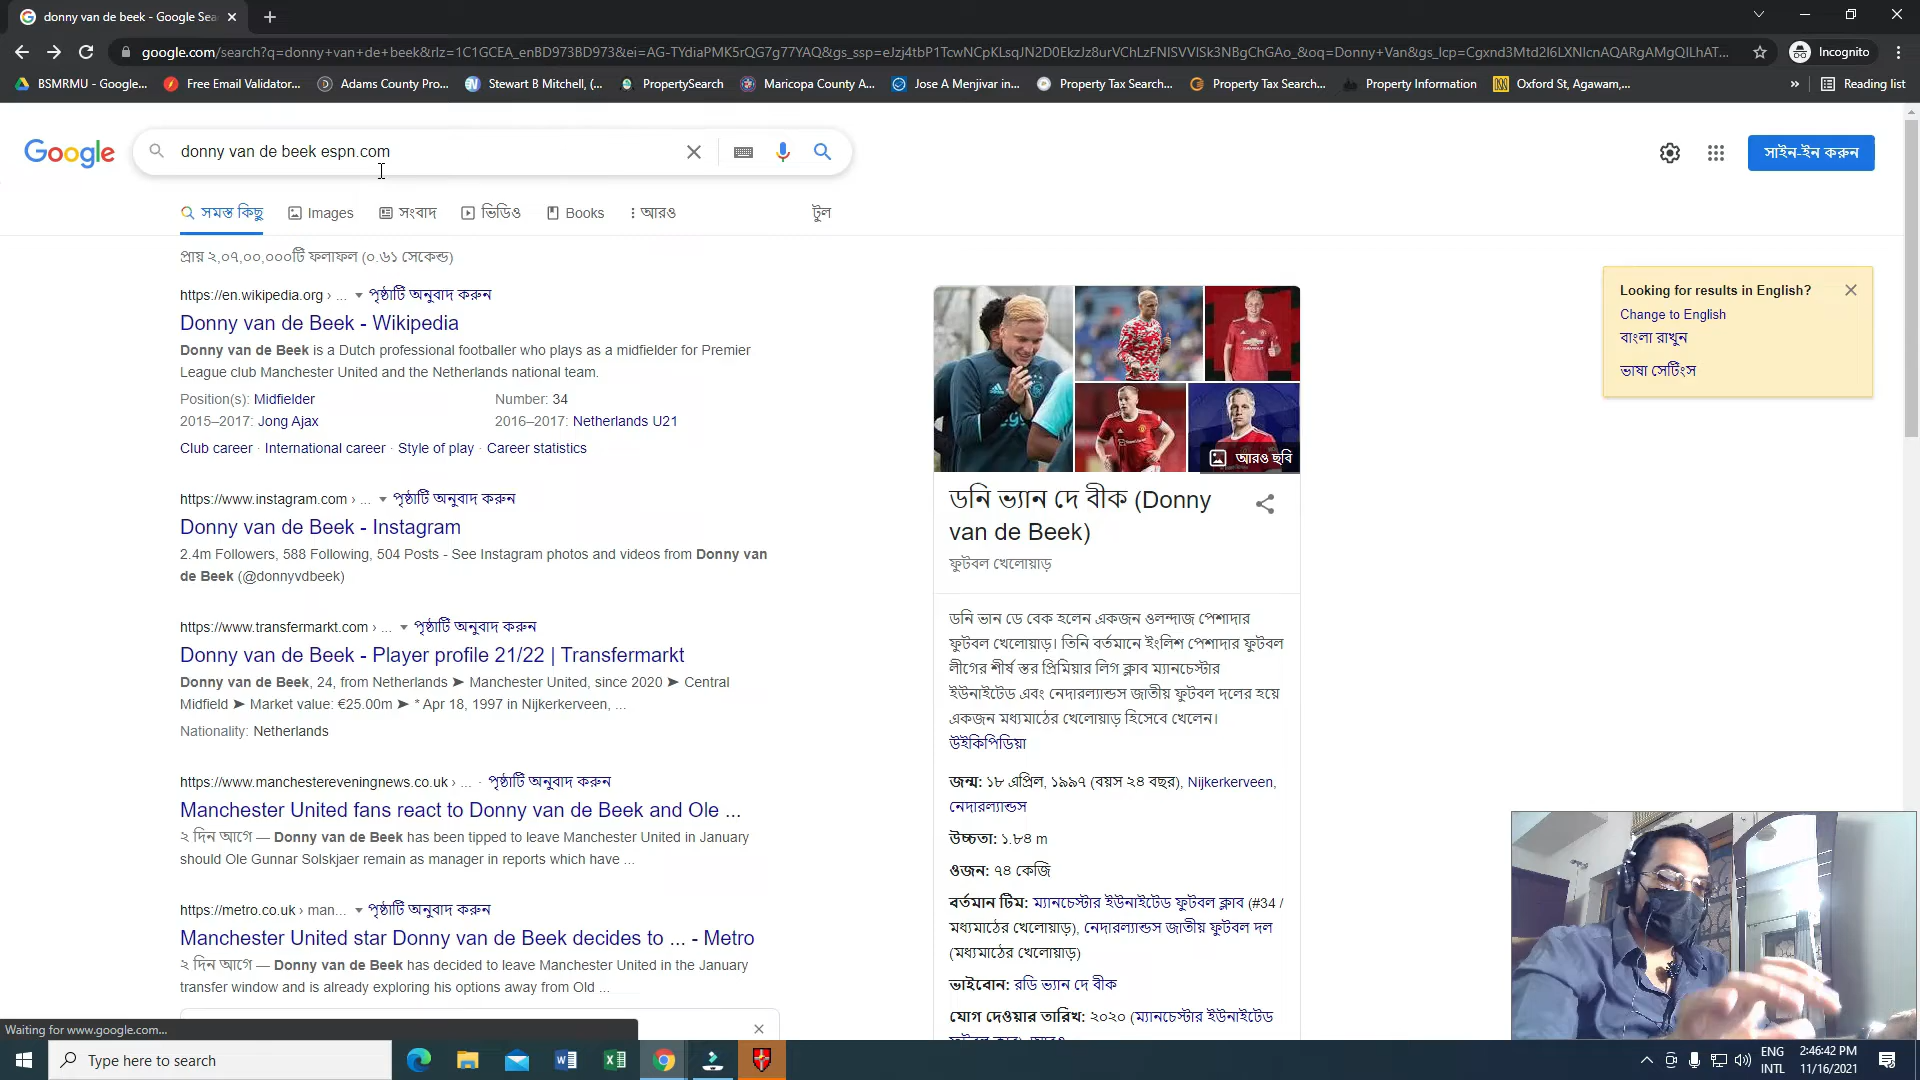 donny van de beek - Google Sea
google.com/search?q=donny+van+de+beek&rlz=1C1GCEA_enBD973BD973&ei=AG-TYdiaPMK5rQG7g77YAQ&gs_ssp=eJzj4tbP1TcwNCpKLsqJN2D0EkzJz8urVChLzFNISVVISk3NBgChGAo_&oq=Donny+Van&gs_lcp=Cgxnd3Mtd2l6LXNlcnAQARgAMgQILhAT...
Incognito
BSMRMU - Google...
Free Email Validator...
Adams County Pro...
Stewart B Mitchell, (...
PropertySearch
Maricopa County A...
Jose A Menjivar in...
Property Tax Search...
Property Tax Search...
Property Information
Oxford St, Agawam,...
»
Reading list
Google
donny van de beek espn.com
সাইন-ইন করুন
সমস্ত কিছু
Images
সংবাদ
ভিডিও
Books
আরও
টুল
প্রায় ২,০৭,০০,০০০টি ফলাফল (০.৬১ সেকেন্ড)
https://en.wikipedia.org › ... পৃষ্ঠাটি অনুবাদ করুন
Donny van de Beek - Wikipedia
Donny van de Beek is a Dutch professional footballer who plays as a midfielder for Premier
League club Manchester United and the Netherlands national team.
Position(s): Midfielder Number: 34
2015–2017: Jong Ajax 2016–2017: Netherlands U21
Club career · International career · Style of play · Career statistics
https://www.instagram.com › ... পৃষ্ঠাটি অনুবাদ করুন
Donny van de Beek - Instagram
2.4m Followers, 588 Following, 504 Posts - See Instagram photos and videos from Donny van
de Beek (@donnyvdbeek)
https://www.transfermarkt.com › ... পৃষ্ঠাটি অনুবাদ করুন
Donny van de Beek - Player profile 21/22 | Transfermarkt
Donny van de Beek, 24, from Netherlands ➤ Manchester United, since 2020 ➤ Central
Midfield ➤ Market value: €25.00m ➤ * Apr 18, 1997 in Nijkerkerveen, ...
Nationality: Netherlands
https://www.manchestereveningnews.co.uk › ... · পৃষ্ঠাটি অনুবাদ করুন
Manchester United fans react to Donny van de Beek and Ole ...
২ দিন আগে — Donny van de Beek has been tipped to leave Manchester United in January
should Ole Gunnar Solskjaer remain as manager in reports which have ...
https://metro.co.uk › man... পৃষ্ঠাটি অনুবাদ করুন
Manchester United star Donny van de Beek decides to ... - Metro
২ দিন আগে — Donny van de Beek has decided to leave Manchester United in the January
transfer window and is already exploring his options away from Old ...
আরও ছবি
ডনি ভ্যান দে বীক (Donny
van de Beek)
ফুটবল খেলোয়াড়
ডনি ভান ডে বেক হলেন একজন ওলন্দাজ পেশাদার
ফুটবল খেলোয়াড়। তিনি বর্তমানে ইংলিশ পেশাদার ফুটবল
লীগের শীর্ষ স্তর প্রিমিয়ার লিগ ক্লাব ম্যানচেস্টার
ইউনাইটেড এবং নেদারল্যান্ডস জাতীয় ফুটবল দলের হয়ে
একজন মধ্যমাঠের খেলোয়াড় হিসেবে খেলেন।
উইকিপিডিয়া
জন্ম: ১৮ এপ্রিল, ১৯৯৭ (বয়স ২৪ বছর), Nijkerkerveen,
নেদারল্যান্ডস
উচ্চতা: ১.৮৪ m
ওজন: ৭৪ কেজি
বর্তমান টিম: ম্যানচেস্টার ইউনাইটেড ফুটবল ক্লাব (#34 /
মধ্যমাঠের খেলোয়াড়), নেদারল্যান্ডস জাতীয় ফুটবল দল
(মধ্যমাঠের খেলোয়াড়)
ভাইবোন: রডি ভ্যান দে বীক
যোগ দেওয়ার তারিখ: ২০২০ (ম্যানচেস্টার ইউনাইটেড
Looking for results in English?
Change to English
বাংলা রাখুন
ভাষা সেটিংস
Waiting for www.google.com...
Type here to search
ENG
INTL
2:46:42 PM
11/16/2021